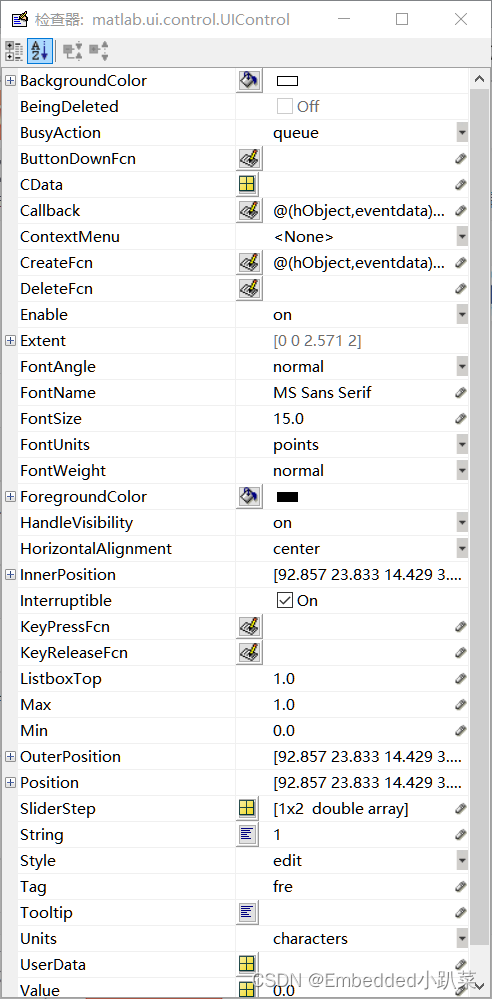 检查器: matlab.ui.control.UIControl
BackgroundColor
BeingDeleted Off
BusyAction queue
ButtonDownFcn
CData
Callback @(hObject,eventdata)...
ContextMenu <None>
CreateFcn @(hObject,eventdata)...
DeleteFcn
Enable on
Extent [0 0 2.571 2]
FontAngle normal
FontName MS Sans Serif
FontSize 15.0
FontUnits points
FontWeight normal
ForegroundColor
HandleVisibility on
HorizontalAlignment center
InnerPosition [92.857 23.833 14.429 3....
Interruptible On
KeyPressFcn
KeyReleaseFcn
ListboxTop 1.0
Max 1.0
Min 0.0
OuterPosition [92.857 23.833 14.429 3....
Position [92.857 23.833 14.429 3....
SliderStep [1x2 double array]
String 1
Style edit
Tag fre
Tooltip
Units characters
UserData
Value 0.0
CSDN @Embedded小趴菜